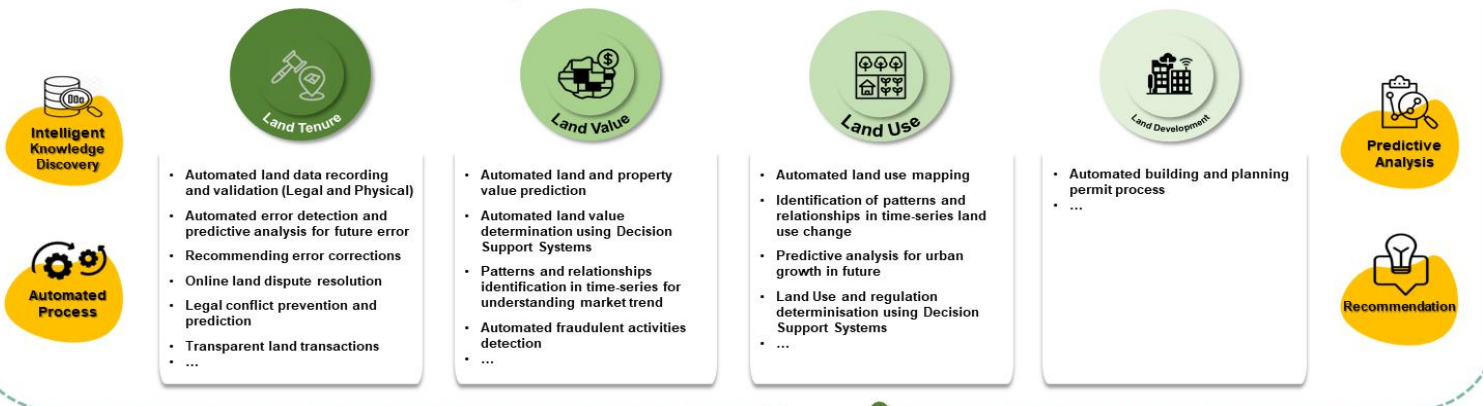 Intelligent
Knowledge
Discovery
Automated
Process
Land Tenure
• Automated land data recording
and validation (Legal and Physical)
• Automated error detection and
predictive analysis for future error
• Recommending error corrections
• Online land dispute resolution
• Legal conflict prevention and
prediction
• Transparent land transactions
• ...
Land Value
• Automated land and property
value prediction
• Automated land value
determination using Decision
Support Systems
• Patterns and relationships
identification in time-series for
understanding market trend
• Automated fraudulent activities
detection
• ...
Land Use
• Automated land use mapping
• Identification of patterns and
relationships in time-series land
use change
• Predictive analysis for urban
growth in future
• Land Use and regulation
determinisation using Decision
Support Systems
• ...
Land Development
• Automated building and planning
permit process
• ...
Predictive
Analysis
Recommendation